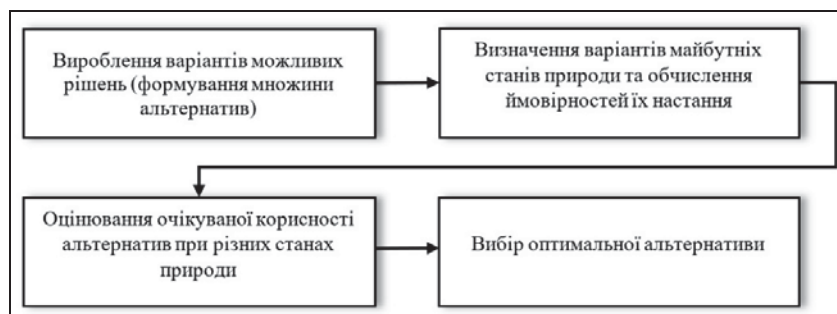 Вироблення варіантів можливих
рішень (формування множини
альтернатив)
Визначення варіантів майбутніх
станів природи та обчислення
ймовірностей їх настання
Оцінювання очікуваної корисності
альтернатив при різних станах
природи
Вибір оптимальної альтернативи